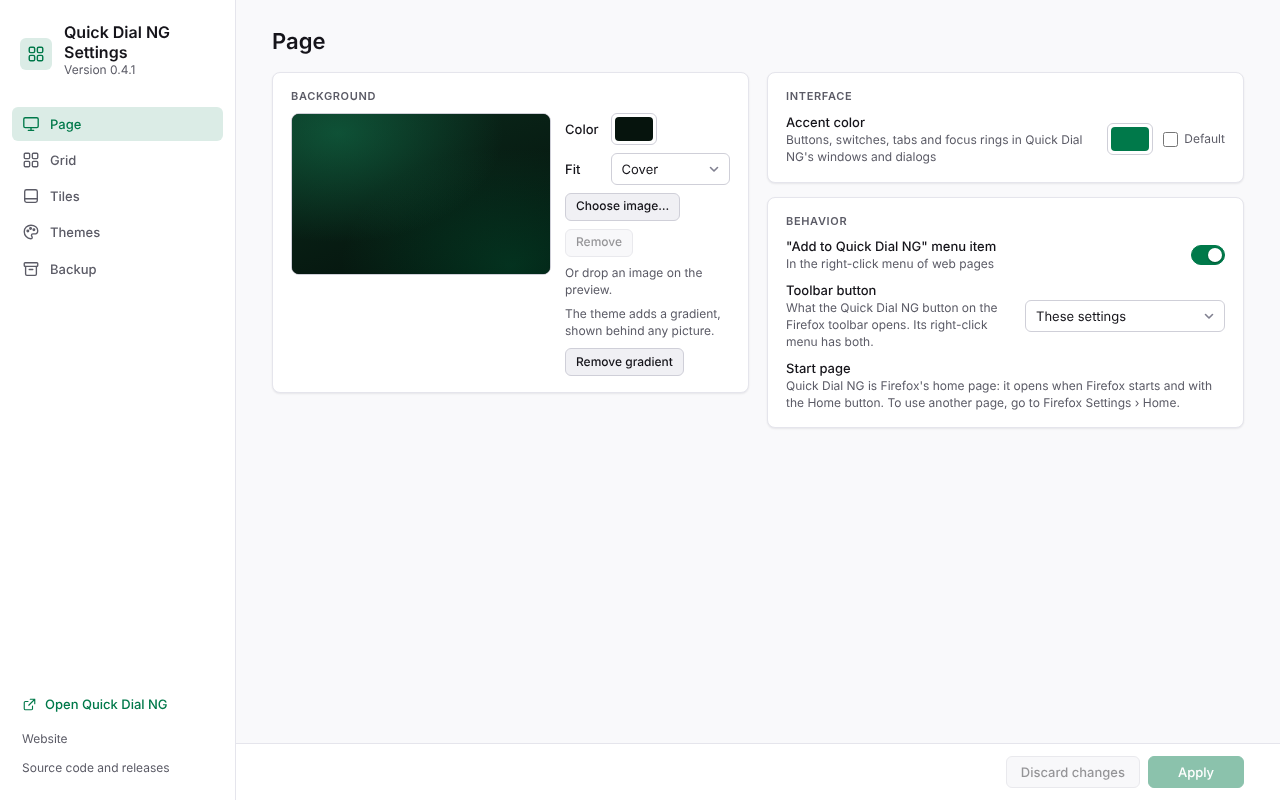 Quick Dial NG
Settings
Version 0.4.1
Page
Grid
Tiles
Themes
Backup
Open Quick Dial NG
Website
Source code and releases
Page
BACKGROUND
Color
Fit
Cover
Choose image…
Remove
Or drop an image on the
preview.
The theme adds a gradient,
shown behind any picture.
Remove gradient
INTERFACE
Accent color
Buttons, switches, tabs and focus rings in Quick Dial
NG's windows and dialogs
Default
BEHAVIOR
"Add to Quick Dial NG" menu item
In the right-click menu of web pages
Toolbar button
What the Quick Dial NG button on the
Firefox toolbar opens. Its right-click
menu has both.
These settings
Start page
Quick Dial NG is Firefox's home page: it opens when Firefox starts and with
the Home button. To use another page, go to Firefox Settings › Home.
Discard changes
Apply